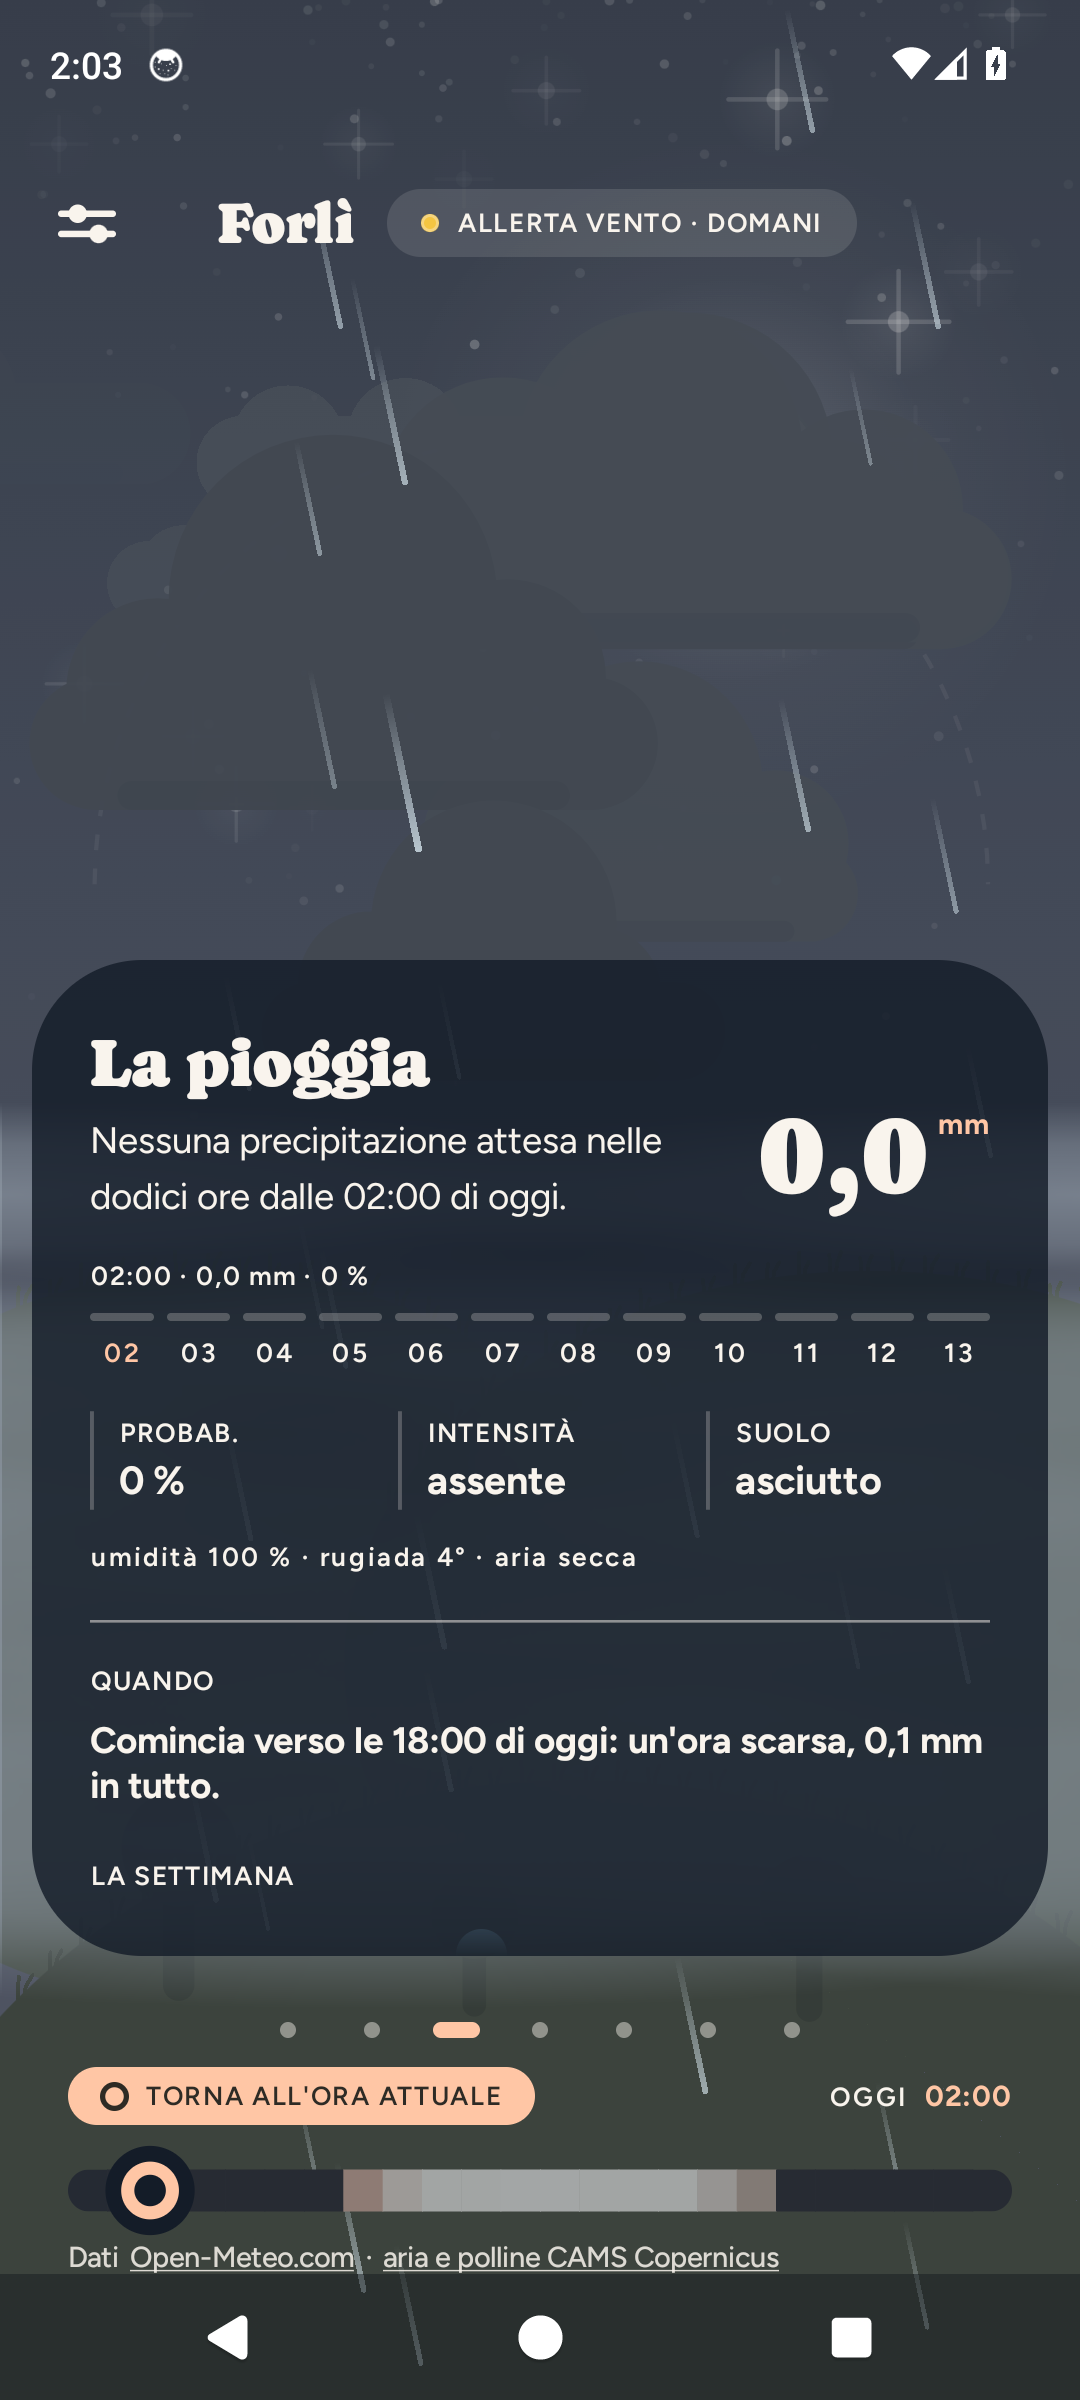 2:03
Forlì
ALLERTA VENTO · DOMANI
La pioggia
Nessuna precipitazione attesa nelle
dodici ore dalle 02:00 di oggi.
0,0 mm
02:00 · 0,0 mm · 0 %
02 03 04 05 06 07 08 09 10 11 12 13
PROBAB. INTENSITÀ SUOLO
0 % assente asciutto
umidità 100 % · rugiada 4° · aria secca
QUANDO
Comincia verso le 18:00 di oggi: un'ora scarsa, 0,1 mm
in tutto.
LA SETTIMANA
TORNA ALL'ORA ATTUALE
OGGI 02:00
Dati Open-Meteo.com · aria e polline CAMS Copernicus